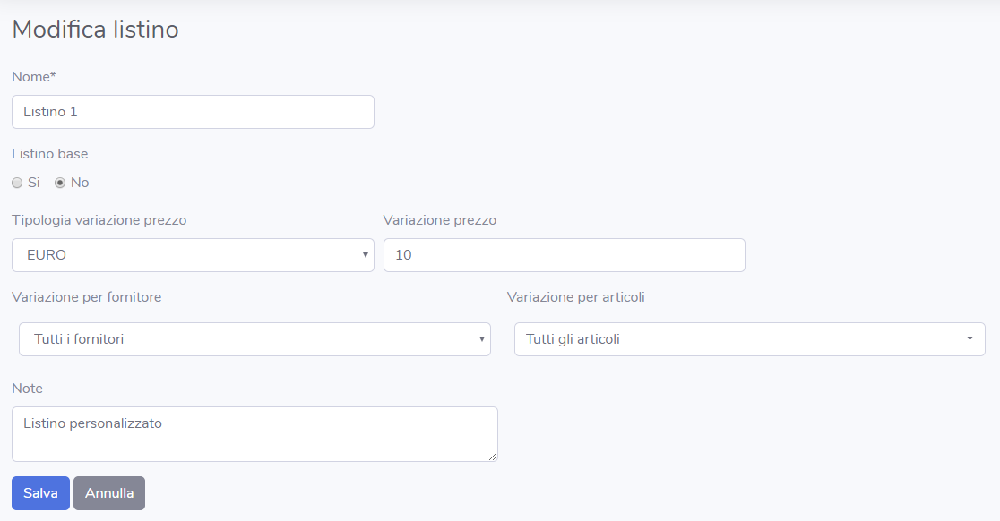 Modifica listino
Nome*
Listino 1
Listino base
Si No
Tipologia variazione prezzo Variazione prezzo
EURO 10
Variazione per fornitore Variazione per articoli
Tutti i fornitori Tutti gli articoli
Note
Listino personalizzato
Salva Annulla